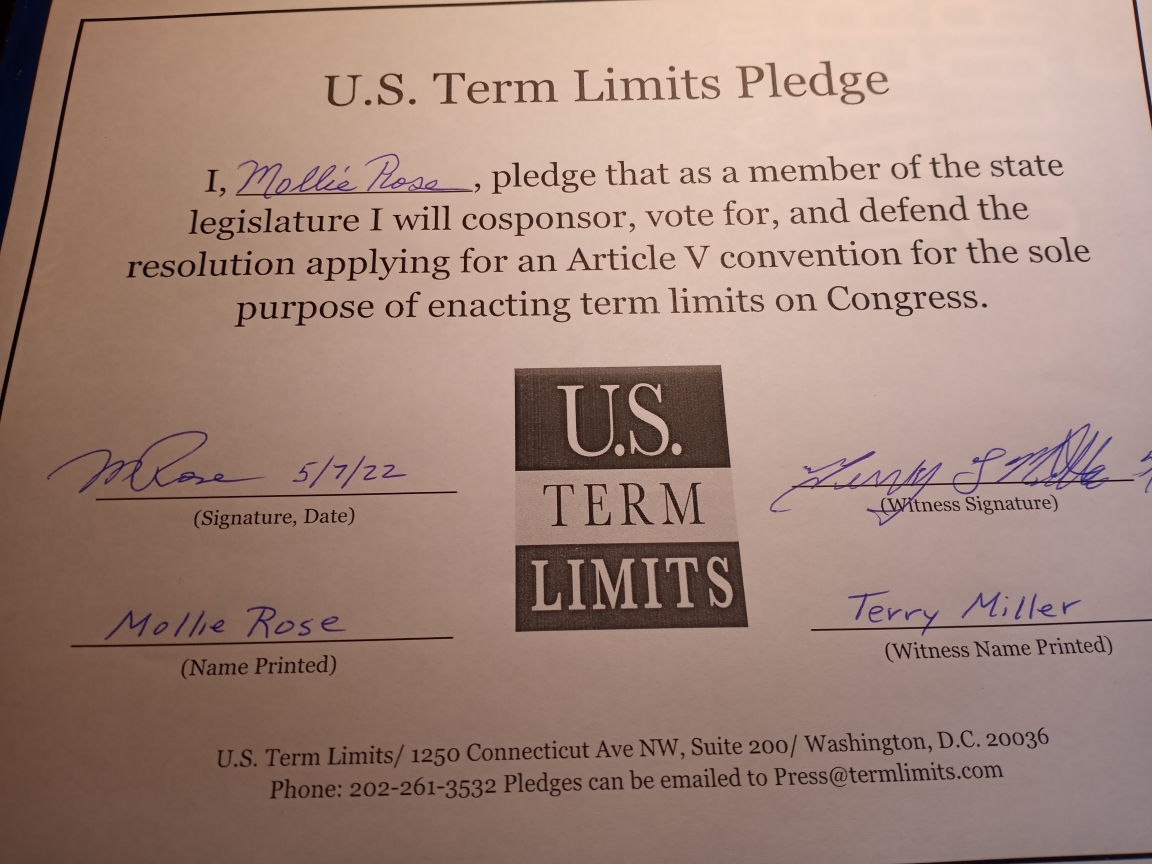 U.S. Term Limits Pledge
I, Mollie Rose, pledge that as a member of the state
legislature I will cosponsor, vote for, and defend the
resolution applying for an Article V convention for the sole
purpose of enacting term limits on Congress.
U.S.
TERM
LIMITS
MRose 5/7/22
(Signature, Date)
Terry L Miller
(Witness Signature)
Mollie Rose
(Name Printed)
Terry Miller
(Witness Name Printed)
U.S. Term Limits/ 1250 Connecticut Ave NW, Suite 200/ Washington, D.C. 20036
Phone: 202-261-3532 Pledges can be emailed to Press@termlimits.com